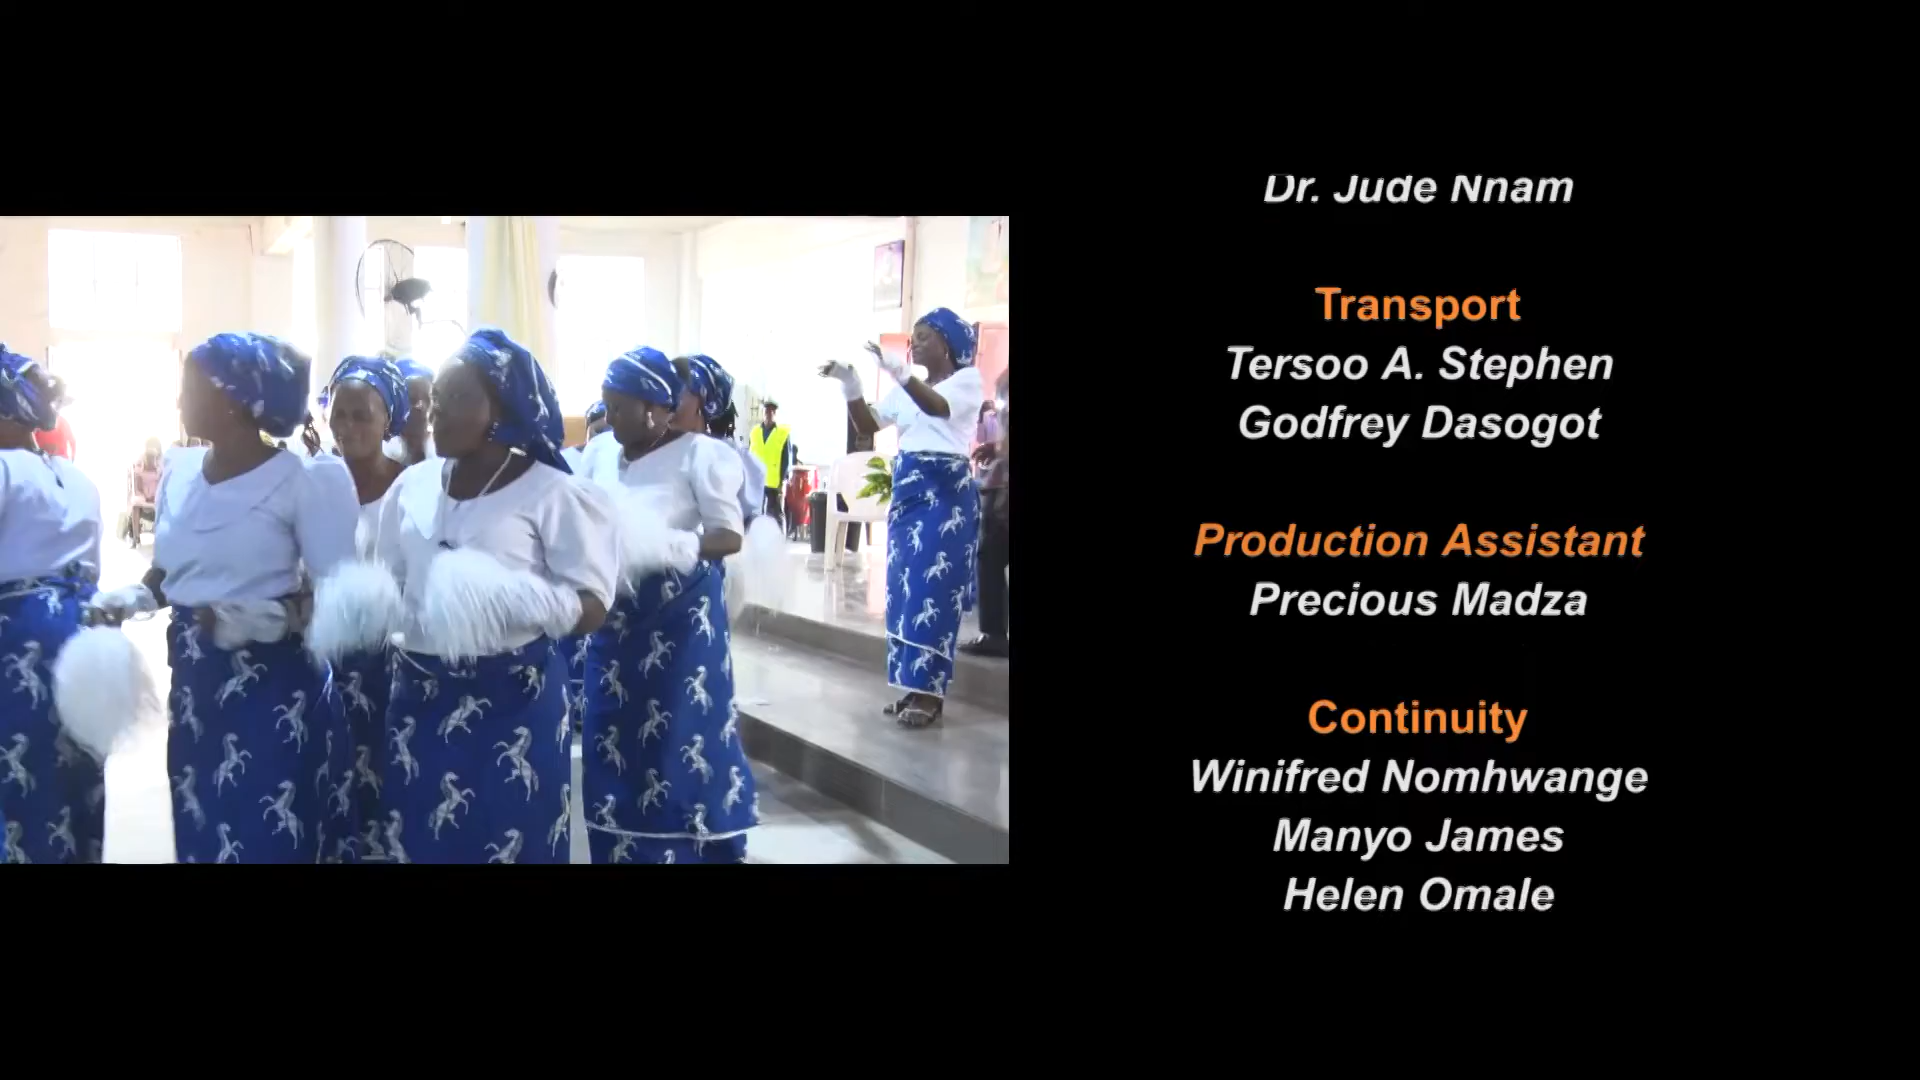 Dr. Jude Nnam
Transport
Tersoo A. Stephen
Godfrey Dasogot
Production Assistant
Precious Madza
Continuity
Winifred Nomhwange
Manyo James
Helen Omale